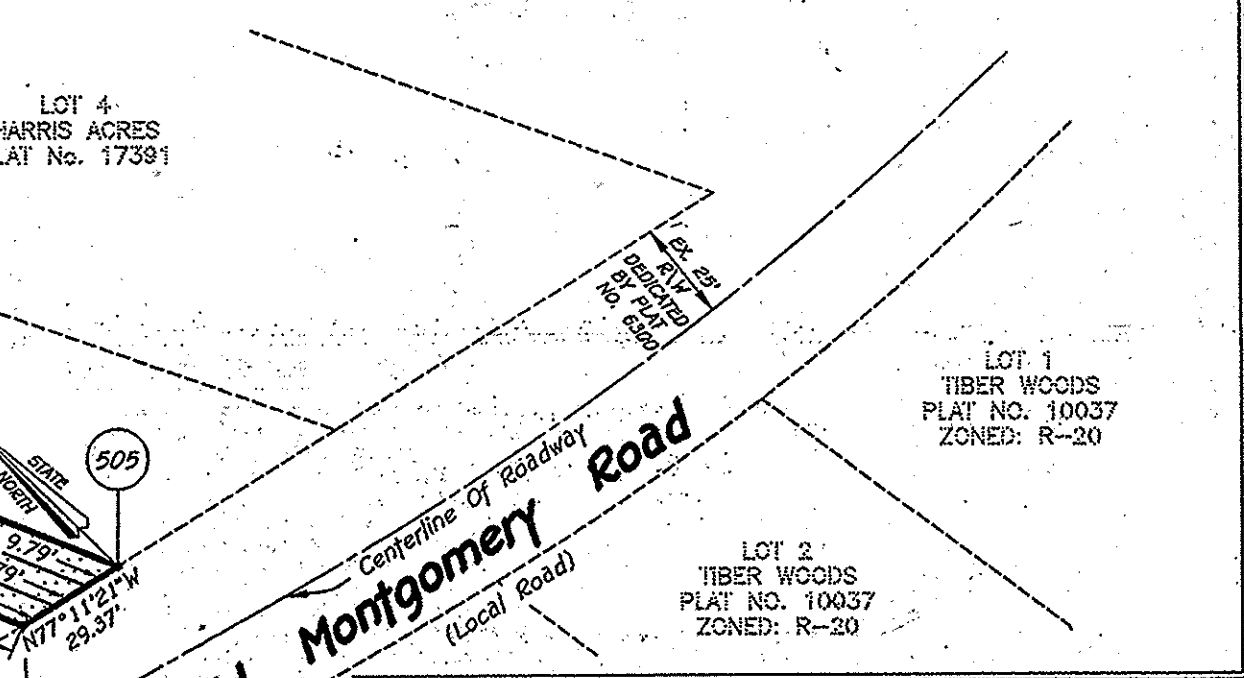 LOT 4
HARRIS ACRES
PLAT No. 17391
EX. 25'
R\W
DEDICATED
BY PLAT
NO. 6300
LOT 1
TIBER WOODS
PLAT NO. 10037
ZONED: R-20
505
STATE
NORTH
9.79'
79'
N77°11'21"W
29.37'
Centerline Of Roadway
Montgomery Road
(Local Road)
LOT 2
TIBER WOODS
PLAT NO. 10037
ZONED: R-20